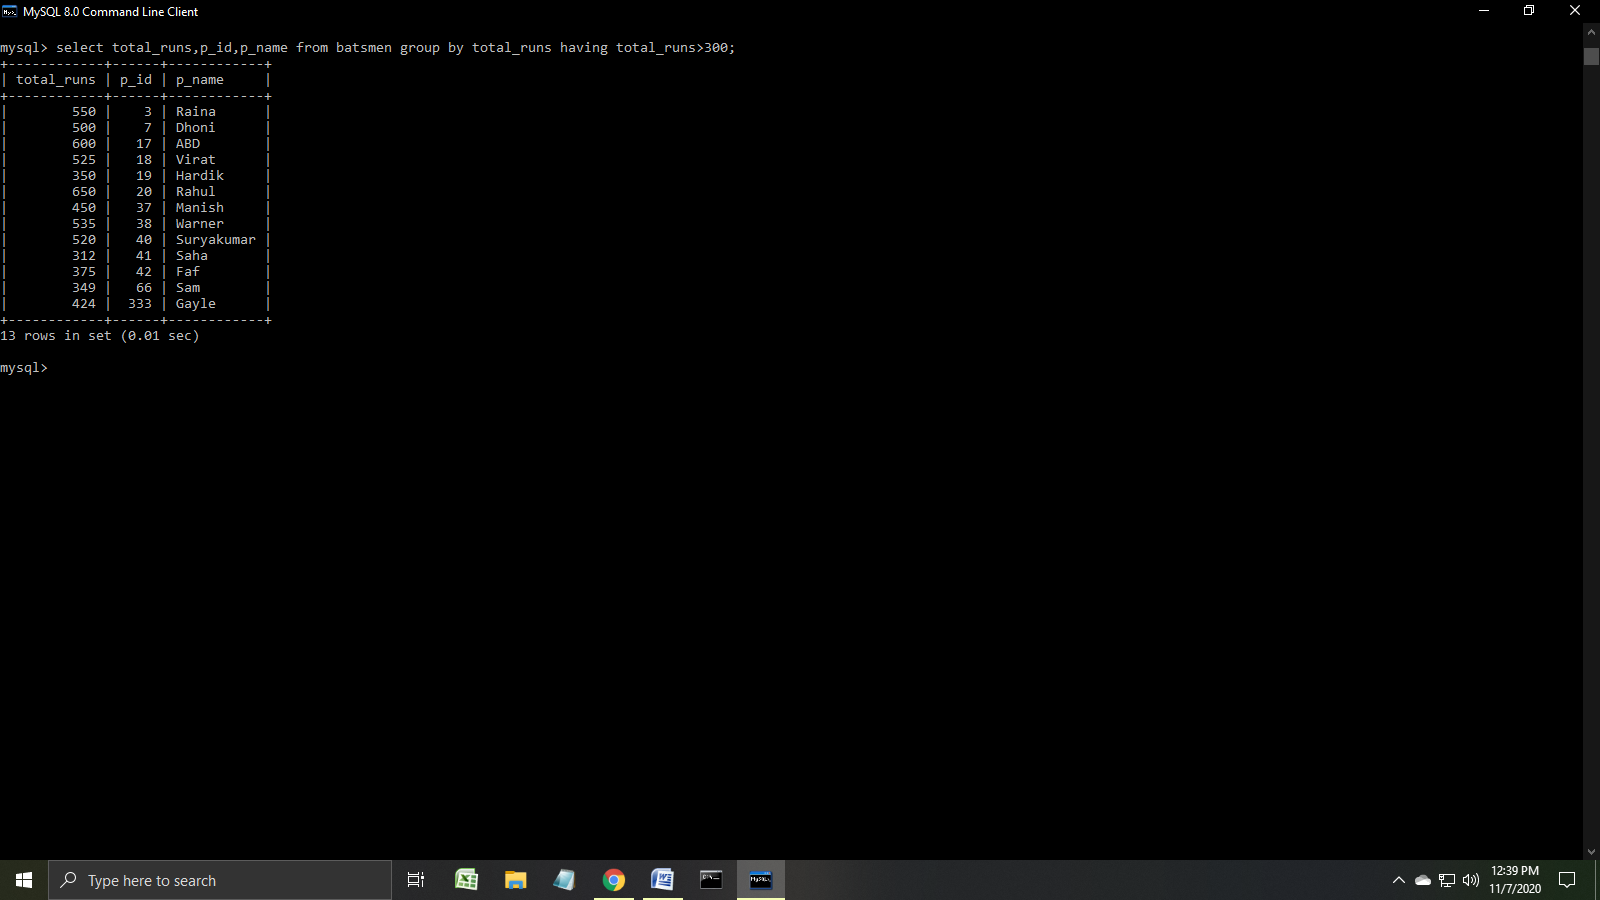 MySQL 8.0 Command Line Client
mysql> select total_runs,p_id,p_name from batsmen group by total_runs having total_runs>300;
+------------+------+------------+
| total_runs | p_id | p_name     |
+------------+------+------------+
|        550 |    3 | Raina      |
|        500 |    7 | Dhoni      |
|        600 |   17 | ABD        |
|        525 |   18 | Virat      |
|        350 |   19 | Hardik     |
|        650 |   20 | Rahul      |
|        450 |   37 | Manish     |
|        535 |   38 | Warner     |
|        520 |   40 | Suryakumar |
|        312 |   41 | Saha       |
|        375 |   42 | Faf        |
|        349 |   66 | Sam        |
|        424 |  333 | Gayle      |
+------------+------+------------+
13 rows in set (0.01 sec)
mysql>
Type here to search
12:39 PM
11/7/2020